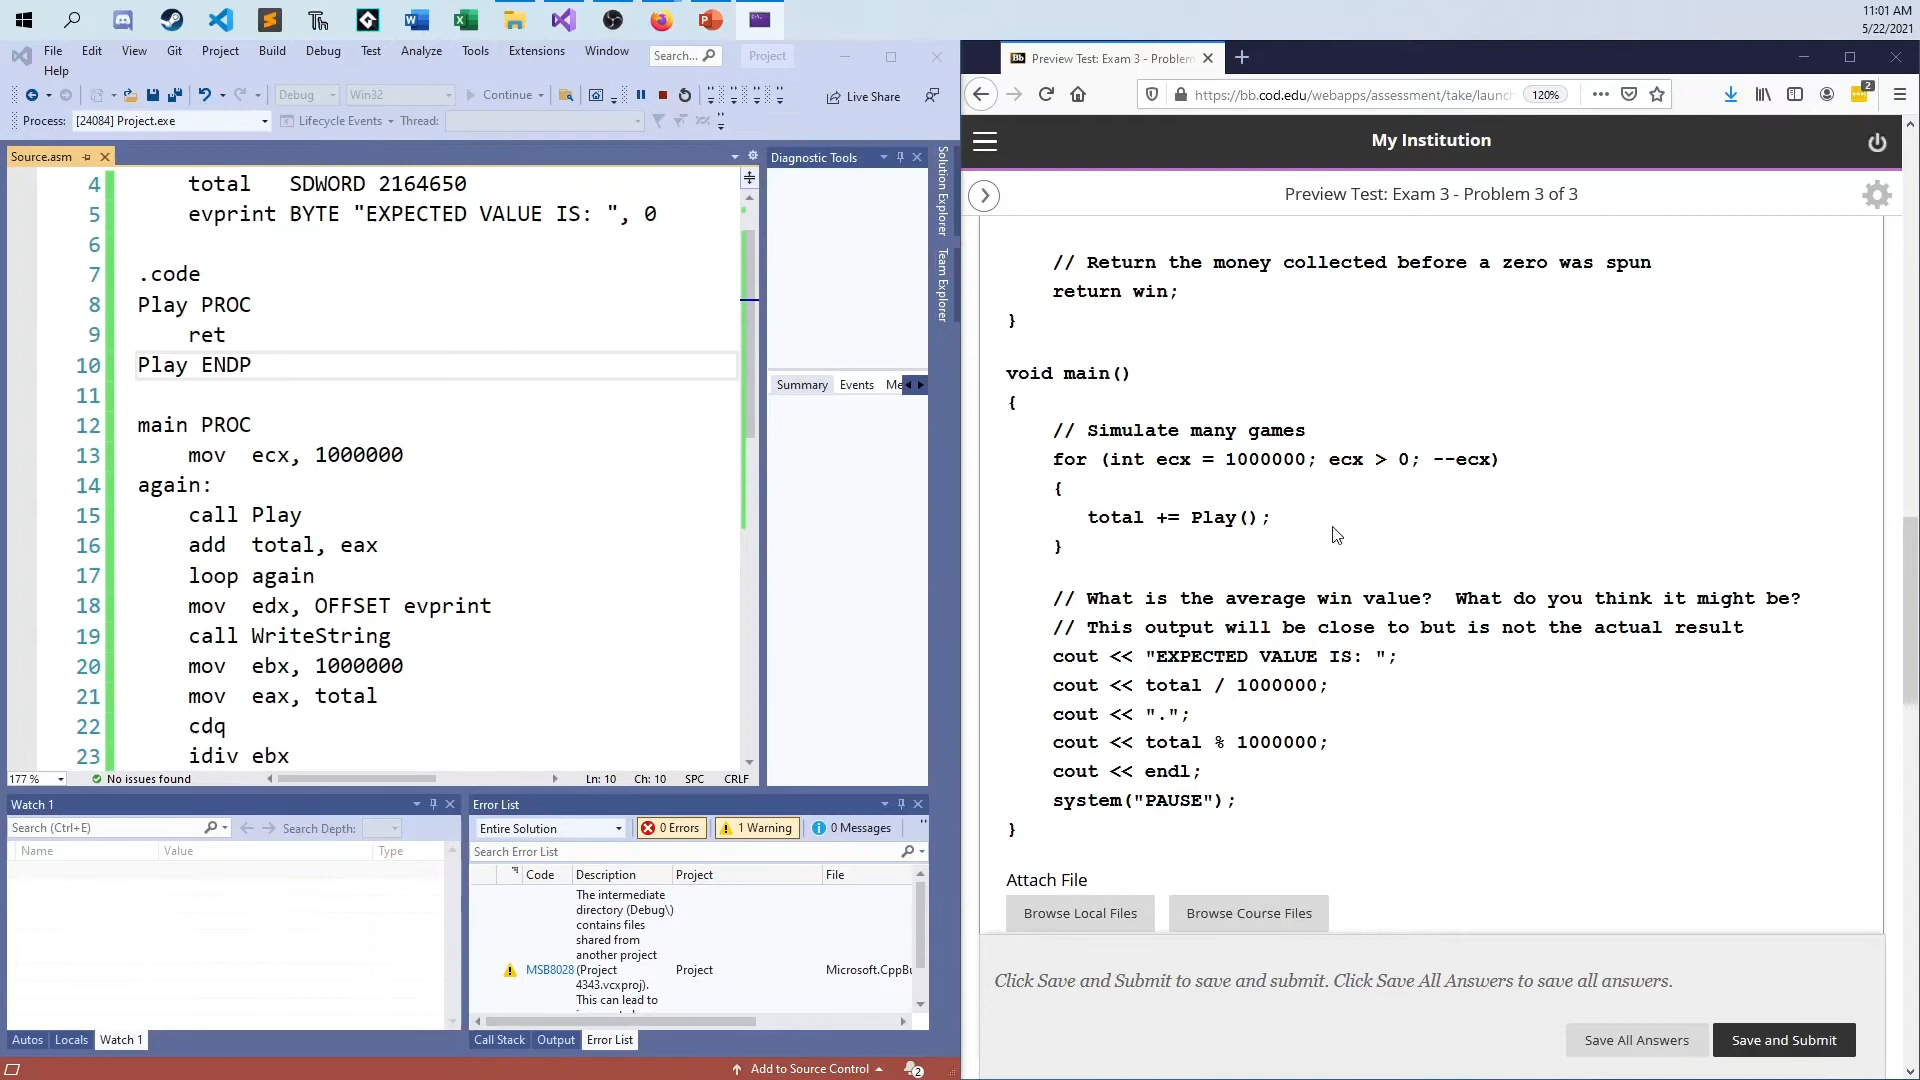 11:01 AM
5/22/2021
File Edit View Git Project Build Debug Test Analyze Tools Extensions Window
Help
Search...
Project
Debug Win32 Continue Live Share
Process: [24084] Project.exe Lifecycle Events Thread:
Source.asm
4 total SDWORD 2164650
5 evprint BYTE "EXPECTED VALUE IS: ", 0
6
7 .code
8 Play PROC
9 ret
10 Play ENDP
11
12 main PROC
13 mov ecx, 1000000
14 again:
15 call Play
16 add total, eax
17 loop again
18 mov edx, OFFSET evprint
19 call WriteString
20 mov ebx, 1000000
21 mov eax, total
22 cdq
23 idiv ebx
177 % No issues found Ln: 10 Ch: 10 SPC CRLF
Diagnostic Tools
Summary Events Me
Solution Explorer
Team Explorer
Watch 1
Search (Ctrl+E) Search Depth:
Name Value Type
Autos Locals Watch 1
Error List
Entire Solution 0 Errors 1 Warning 0 Messages
Search Error List
Code Description Project File
The intermediate
directory (Debug\)
contains files
shared from
another project
MSB8028 (Project Project Microsoft.CppBu
4343.vcxproj).
This can lead to
Call Stack Output Error List
Add to Source Control 2
Bb Preview Test: Exam 3 - Problem
https://bb.cod.edu/webapps/assessment/take/launc 120% 2
My Institution
Preview Test: Exam 3 - Problem 3 of 3
// Return the money collected before a zero was spun
return win;
}
void main()
{
// Simulate many games
for (int ecx = 1000000; ecx > 0; --ecx)
{
total += Play();
}
// What is the average win value? What do you think it might be?
// This output will be close to but is not the actual result
cout << "EXPECTED VALUE IS: ";
cout << total / 1000000;
cout << ".";
cout << total % 1000000;
cout << endl;
system("PAUSE");
}
Attach File
Browse Local Files Browse Course Files
Click Save and Submit to save and submit. Click Save All Answers to save all answers.
Save All Answers Save and Submit